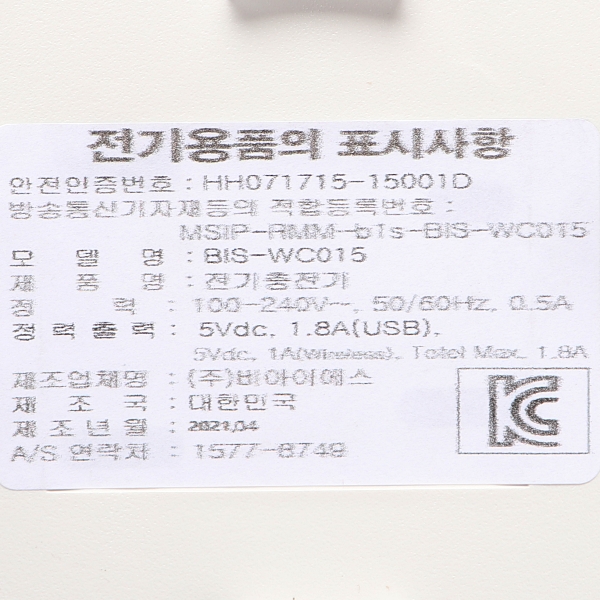 전기용품의 표시사항
안전인증번호 : HH071715-15001D
방송통신기자재등의 적합등록번호 :
MSIP-RMM-b1s-BIS-WC015
모 델 명 : BIS-WC015
제 품 명 : 전기충전기
정 력 : 100-240V~, 50/60Hz, 0.5A
정 력 출 력 : 5Vdc, 1.8A(USB),
5Vdc, 1A(Wireless), Total Max. 1.8A
제조업체명 : (주)비아이에스
제 조 국 : 대한민국
제 조 년 월 : 2021.04
A/S 연락처 : 1577-8749
KC